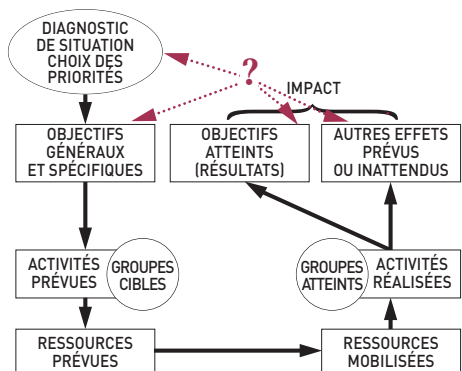 DIAGNOSTIC
DE SITUATION
CHOIX DES
PRIORITÉS
?
IMPACT
OBJECTIFS
GÉNÉRAUX
ET SPÉCIFIQUES
OBJECTIFS
ATTEINTS
(RÉSULTATS)
AUTRES EFFETS
PRÉVUS
OU INATTENDUS
ACTIVITÉS
PRÉVUES
GROUPES
CIBLES
GROUPES
ATTEINTS
ACTIVITÉS
RÉALISÉES
RESSOURCES
PRÉVUES
RESSOURCES
MOBILISÉES